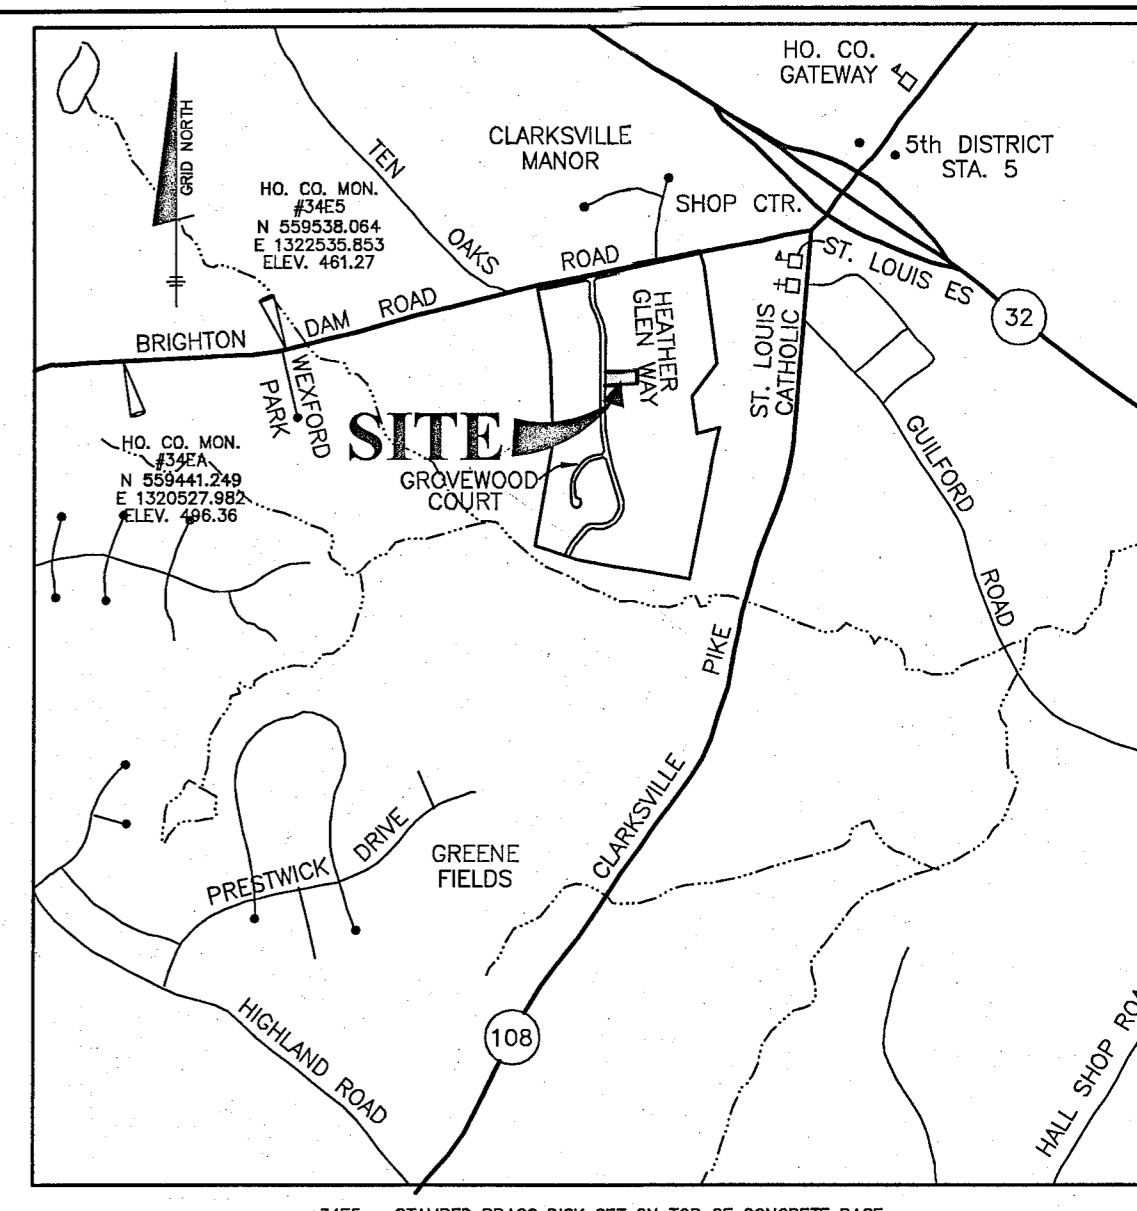 HO. CO.
GATEWAY
5th DISTRICT
STA. 5
CLARKSVILLE
MANOR
SHOP CTR.
GRID NORTH
TEN
OAKS
ROAD
HO. CO. MON.
#34E5
N 559538.064
E 1322535.853
ELEV. 461.27
ST. LOUIS ES
32
BRIGHTON
DAM
ROAD
WEXFORD
PARK
HEATHER
GLEN WAY
ST. LOUIS
CATHOLIC
SITE
GROVEWOOD
COURT
HO. CO. MON.
#34EA
N 559441.249
E 1320527.982
ELEV. 496.36
GUILFORD
ROAD
PIKE
CLARKSVILLE
PRESTWICK
DRIVE
GREENE
FIELDS
HIGHLAND ROAD
108
HALL SHOP ROA